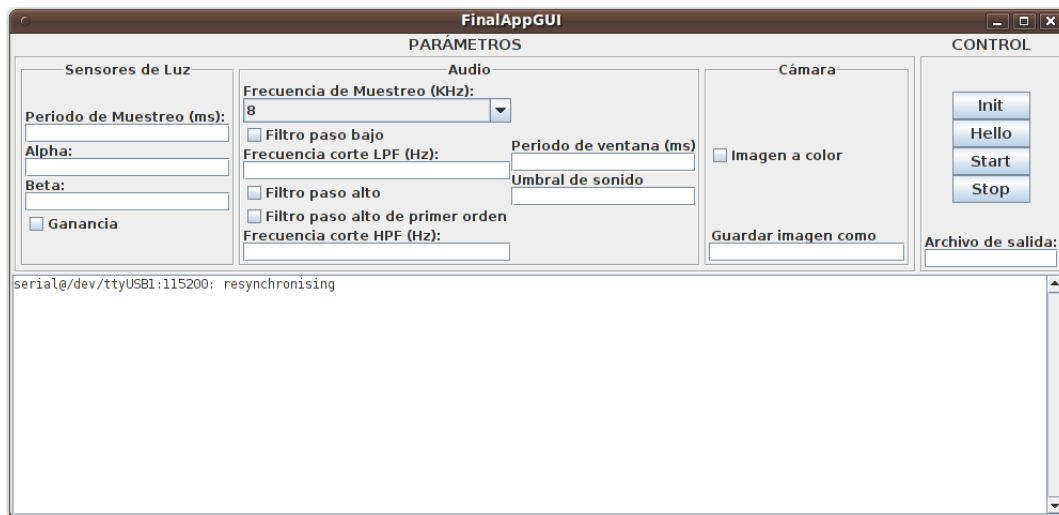 FinalAppGUI
PARÁMETROS
CONTROL
Sensores de Luz
Periodo de Muestreo (ms):
Alpha:
Beta:
Ganancia
Audio
Frecuencia de Muestreo (KHz):
8
Filtro paso bajo
Frecuencia corte LPF (Hz):
Filtro paso alto
Filtro paso alto de primer orden
Frecuencia corte HPF (Hz):
Periodo de ventana (ms)
Umbral de sonido
Cámara
Imagen a color
Guardar imagen como
Init
Hello
Start
Stop
Archivo de salida:
serial@/dev/ttyUSB1:115200: resynchronising